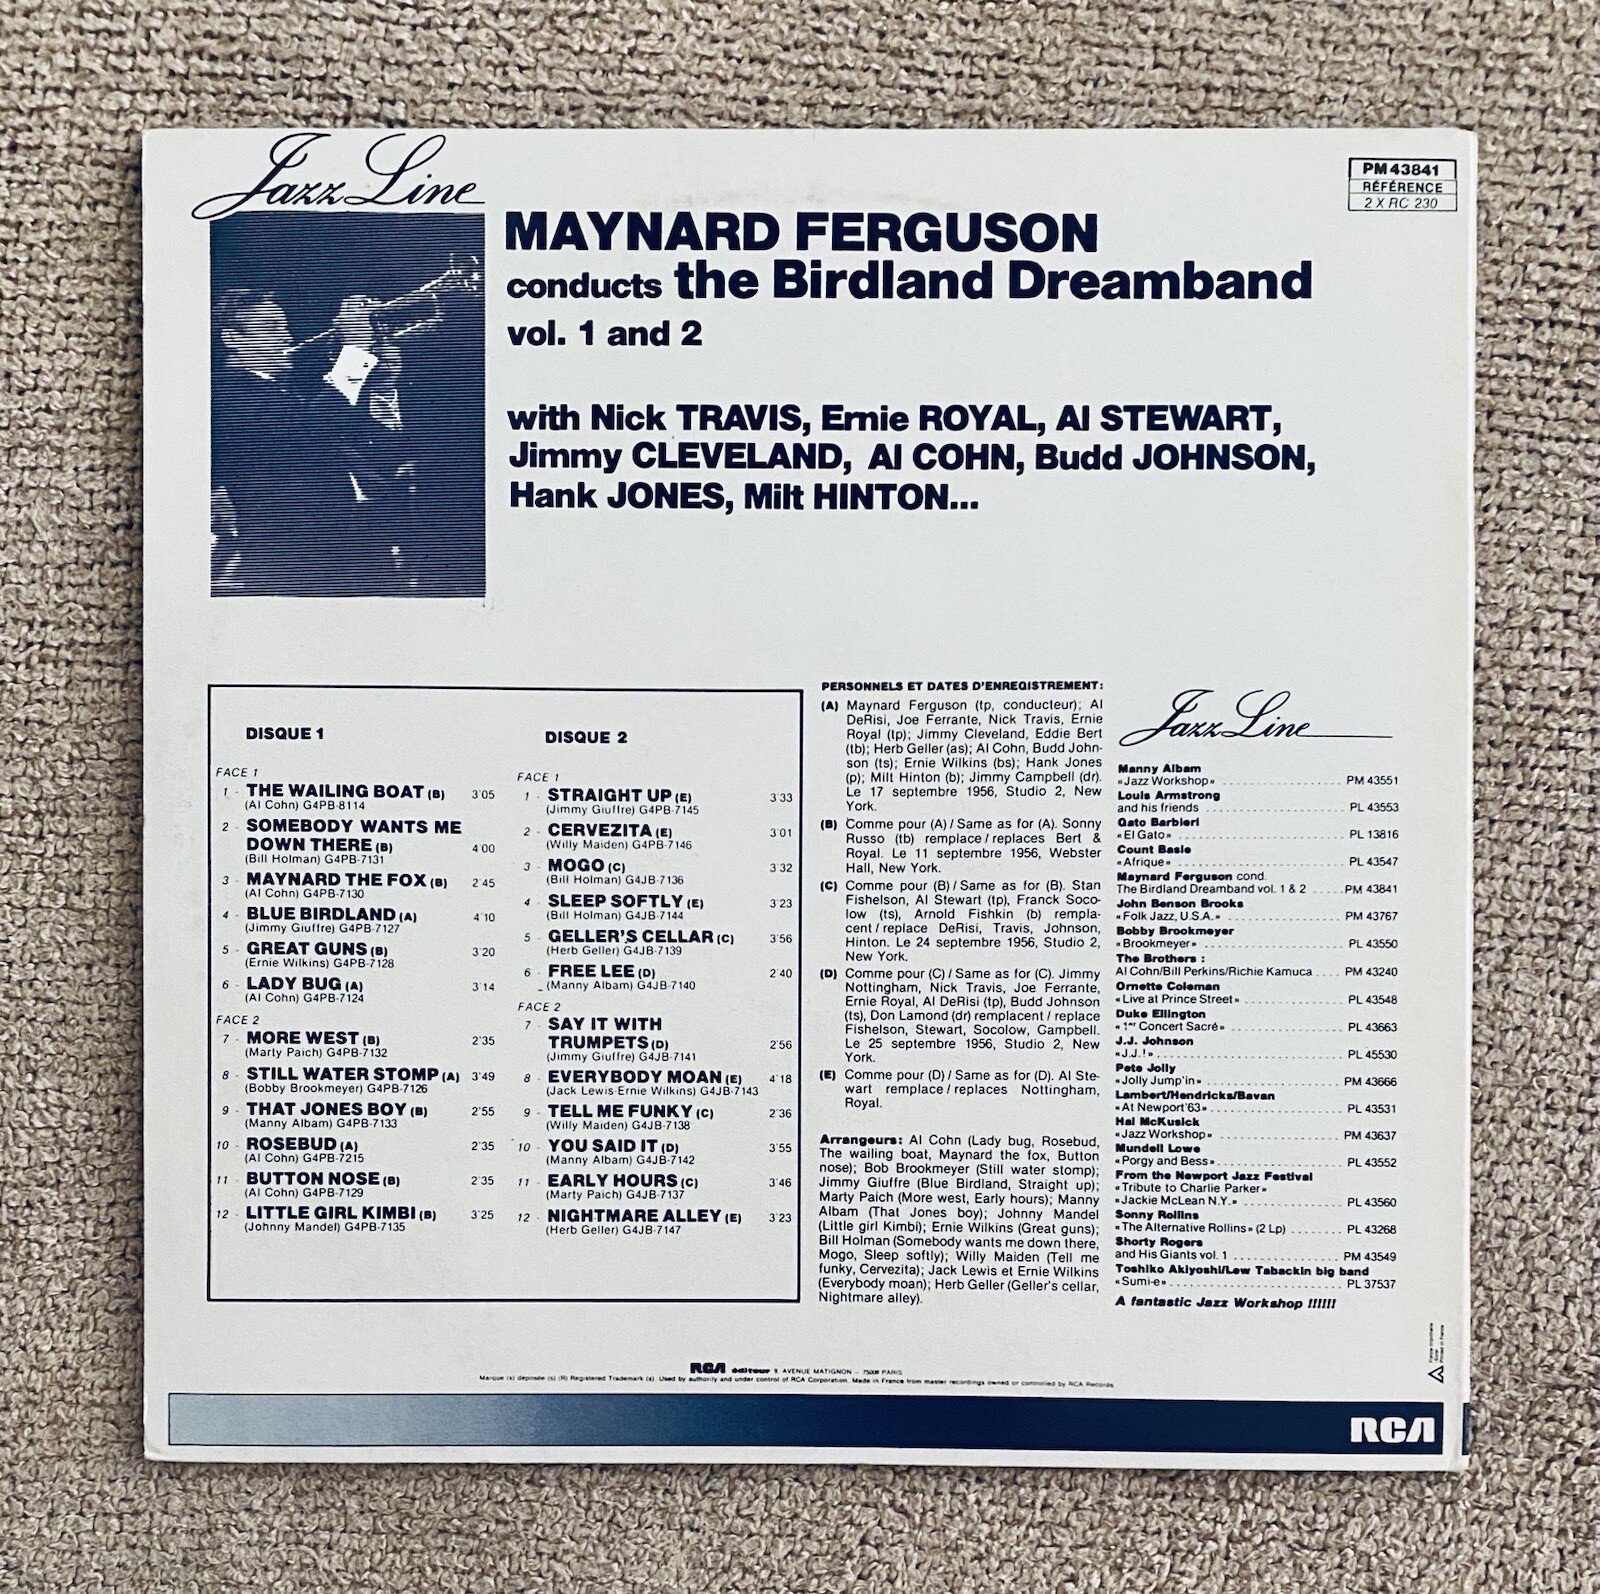 Jazz Line
PM 43841
RÉFÉRENCE
2 X RC 230
MAYNARD FERGUSON
conducts the Birdland Dreamband
vol. 1 and 2
with Nick TRAVIS, Ernie ROYAL, Al STEWART,
Jimmy CLEVELAND, Al COHN, Budd JOHNSON,
Hank JONES, Milt HINTON...
DISQUE 1
FACE 1
1 - THE WAILING BOAT (B) 3'05
(Al Cohn) G4PB-8114
2 - SOMEBODY WANTS ME
DOWN THERE (B) 4'00
(Bill Holman) G4PB-7131
3 - MAYNARD THE FOX (B) 2'45
(Al Cohn) G4PB-7130
4 - BLUE BIRDLAND (A) 4'10
(Jimmy Giuffre) G4PB-7127
5 - GREAT GUNS (B) 3'20
(Ernie Wilkins) G4PB-7128
6 - LADY BUG (A) 3'14
(Al Cohn) G4PB-7124
FACE 2
7 - MORE WEST (B) 2'35
(Marty Paich) G4PB-7132
8 - STILL WATER STOMP (A) 3'49
(Bobby Brookmeyer) G4PB-7126
9 - THAT JONES BOY (B) 2'55
(Manny Albam) G4PB-7133
10 - ROSEBUD (A) 2'35
(Al Cohn) G4PB-7215
11 - BUTTON NOSE (B) 2'35
(Al Cohn) G4PB-7129
12 - LITTLE GIRL KIMBI (B) 3'25
(Johnny Mandel) G4PB-7135
DISQUE 2
FACE 1
1 - STRAIGHT UP (E) 3'33
(Jimmy Giuffre) G4PB-7145
2 - CERVEZITA (E) 3'01
(Willy Maiden) G4PB-7146
3 - MOGO (C) 3'32
(Bill Holman) G4JB-7136
4 - SLEEP SOFTLY (E) 3'23
(Bill Holman) G4JB-7144
5 - GELLER'S CELLAR (C) 3'56
(Herb Geller) G4JB-7139
6 - FREE LEE (D) 2'40
(Manny Albam) G4JB-7140
FACE 2
7 - SAY IT WITH
TRUMPETS (D) 2'56
(Jimmy Giuffre) G4JB-7141
8 - EVERYBODY MOAN (E) 4'18
(Jack Lewis-Ernie Wilkins) G4JB-7143
9 - TELL ME FUNKY (C) 2'36
(Willy Maiden) G4JB-7138
10 - YOU SAID IT (D) 3'55
(Manny Albam) G4JB-7142
11 - EARLY HOURS (C) 3'46
(Marty Paich) G4JB-7137
12 - NIGHTMARE ALLEY (E) 3'23
(Herb Geller) G4JB-7147
PERSONNELS ET DATES D'ENREGISTREMENT:
(A) Maynard Ferguson (tp, conducteur); Al
DeRisi, Joe Ferrante, Nick Travis, Ernie
Royal (tp); Jimmy Cleveland, Eddie Bert
(tb); Herb Geller (as); Al Cohn, Budd John-
son (ts); Ernie Wilkins (bs); Hank Jones
(p); Milt Hinton (b); Jimmy Campbell (dr).
Le 17 septembre 1956, Studio 2, New
York.
(B) Comme pour (A) / Same as for (A). Sonny
Russo (tb) remplace / replaces Bert &
Royal. Le 11 septembre 1956, Webster
Hall, New York.
(C) Comme pour (B) / Same as for (B). Stan
Fishelson, Al Stewart (tp), Franck Soco-
low (ts), Arnold Fishkin (b) rempla-
cent / replace DeRisi, Travis, Johnson,
Hinton. Le 24 septembre 1956, Studio 2,
New York.
(D) Comme pour (C) / Same as for (C). Jimmy
Nottingham, Nick Travis, Joe Ferrante,
Ernie Royal, Al DeRisi (tp), Budd Johnson
(ts), Don Lamond (dr) remplacent / replace
Fishelson, Stewart, Socolow, Campbell.
Le 25 septembre 1956, Studio 2, New
York.
(E) Comme pour (D) / Same as for (D). Al Ste-
wart remplace / replaces Nottingham,
Royal.
Arrangeurs: Al Cohn (Lady bug, Rosebud,
The wailing boat, Maynard the fox, Button
nose); Bob Brookmeyer (Still water stomp);
Jimmy Giuffre (Blue Birdland, Straight up);
Marty Paich (More west, Early hours); Manny
Albam (That Jones boy); Johnny Mandel
(Little girl Kimbi); Ernie Wilkins (Great guns);
Bill Holman (Somebody wants me down there,
Mogo, Sleep softly); Willy Maiden (Tell me
funky, Cervezita); Jack Lewis et Ernie Wilkins
(Everybody moan); Herb Geller (Geller's cellar,
Nightmare alley).
Jazz Line
Manny Albam
«Jazz Workshop» PM 43551
Louis Armstrong
and his friends PL 43553
Gato Barbieri
«El Gato» PL 13816
Count Basie
«Afrique» PL 43547
Maynard Ferguson cond.
The Birdland Dreamband vol. 1 & 2 PM 43841
John Benson Brooks
«Folk Jazz, U.S.A.» PM 43767
Bobby Brookmeyer
«Brookmeyer» PL 43550
The Brothers :
Al Cohn/Bill Perkins/Richie Kamuca PM 43240
Ornette Coleman
«Live at Prince Street» PL 43548
Duke Ellington
«1er Concert Sacré» PL 43663
J.J. Johnson
«J.J.!» PL 45530
Pete Jolly
«Jolly Jump'in» PM 43666
Lambert/Hendricks/Bavan
«At Newport'63» PL 43531
Hal McKusick
«Jazz Workshop» PM 43637
Mundell Lowe
«Porgy and Bess» PL 43552
From the Newport Jazz Festival
«Tribute to Charlie Parker»
«Jackie McLean N.Y.» PL 43560
Sonny Rollins
«The Alternative Rollins» (2 Lp) PL 43268
Shorty Rogers
and His Giants vol. 1 PM 43549
Toshiko Akiyoshi/Lew Tabackin big band
«Sumi-e» PL 37537
A fantastic Jazz Workshop !!!!!!
RCA éditeur 9, AVENUE MATIGNON - 75008 PARIS
Marque (s) déposée (s) (R) Registered Trademark (s). Used by authority and under control of RCA Corporation. Made in France from master recordings owned or controlled by RCA Records.
RCA